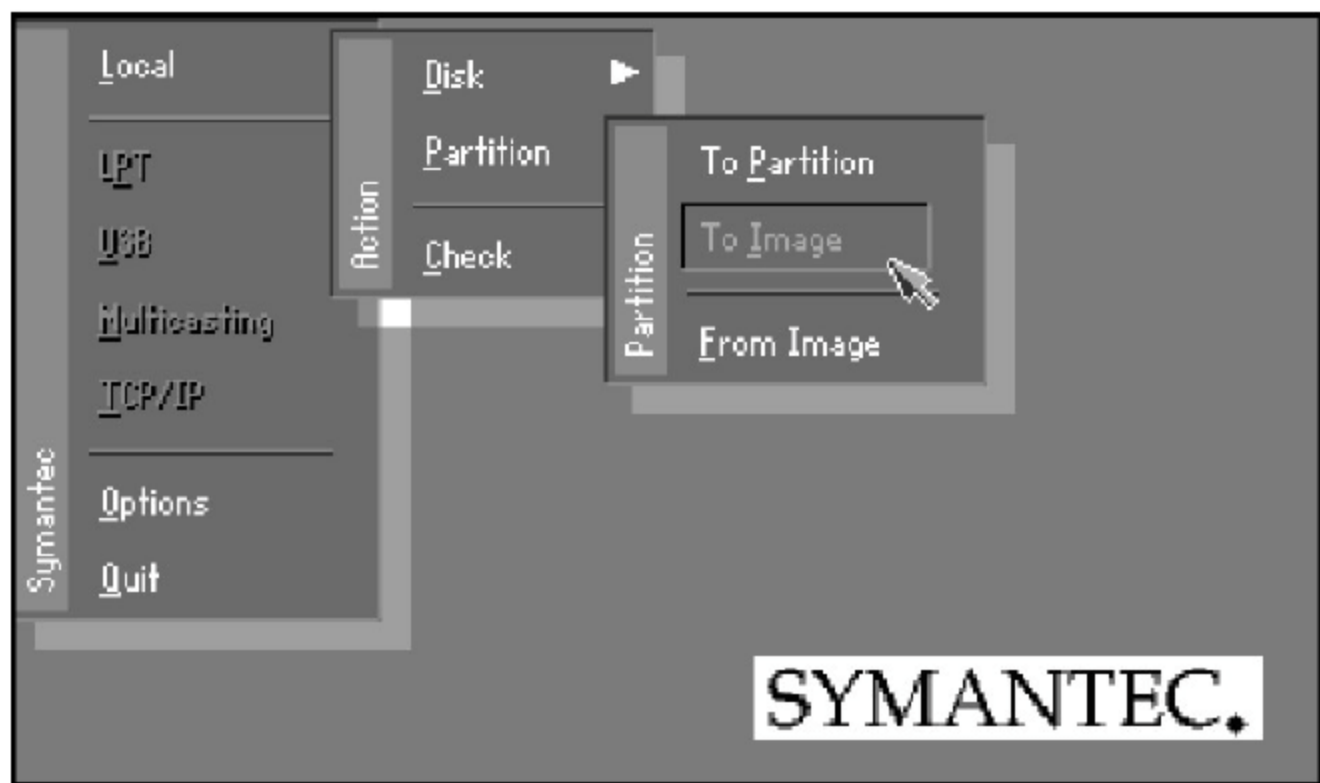 Symantec
Local
LPT
USB
Multicasting
TCP/IP
Options
Quit
Action
Disk
Partition
Check
Partition
To Partition
To Image
From Image
SYMANTEC.